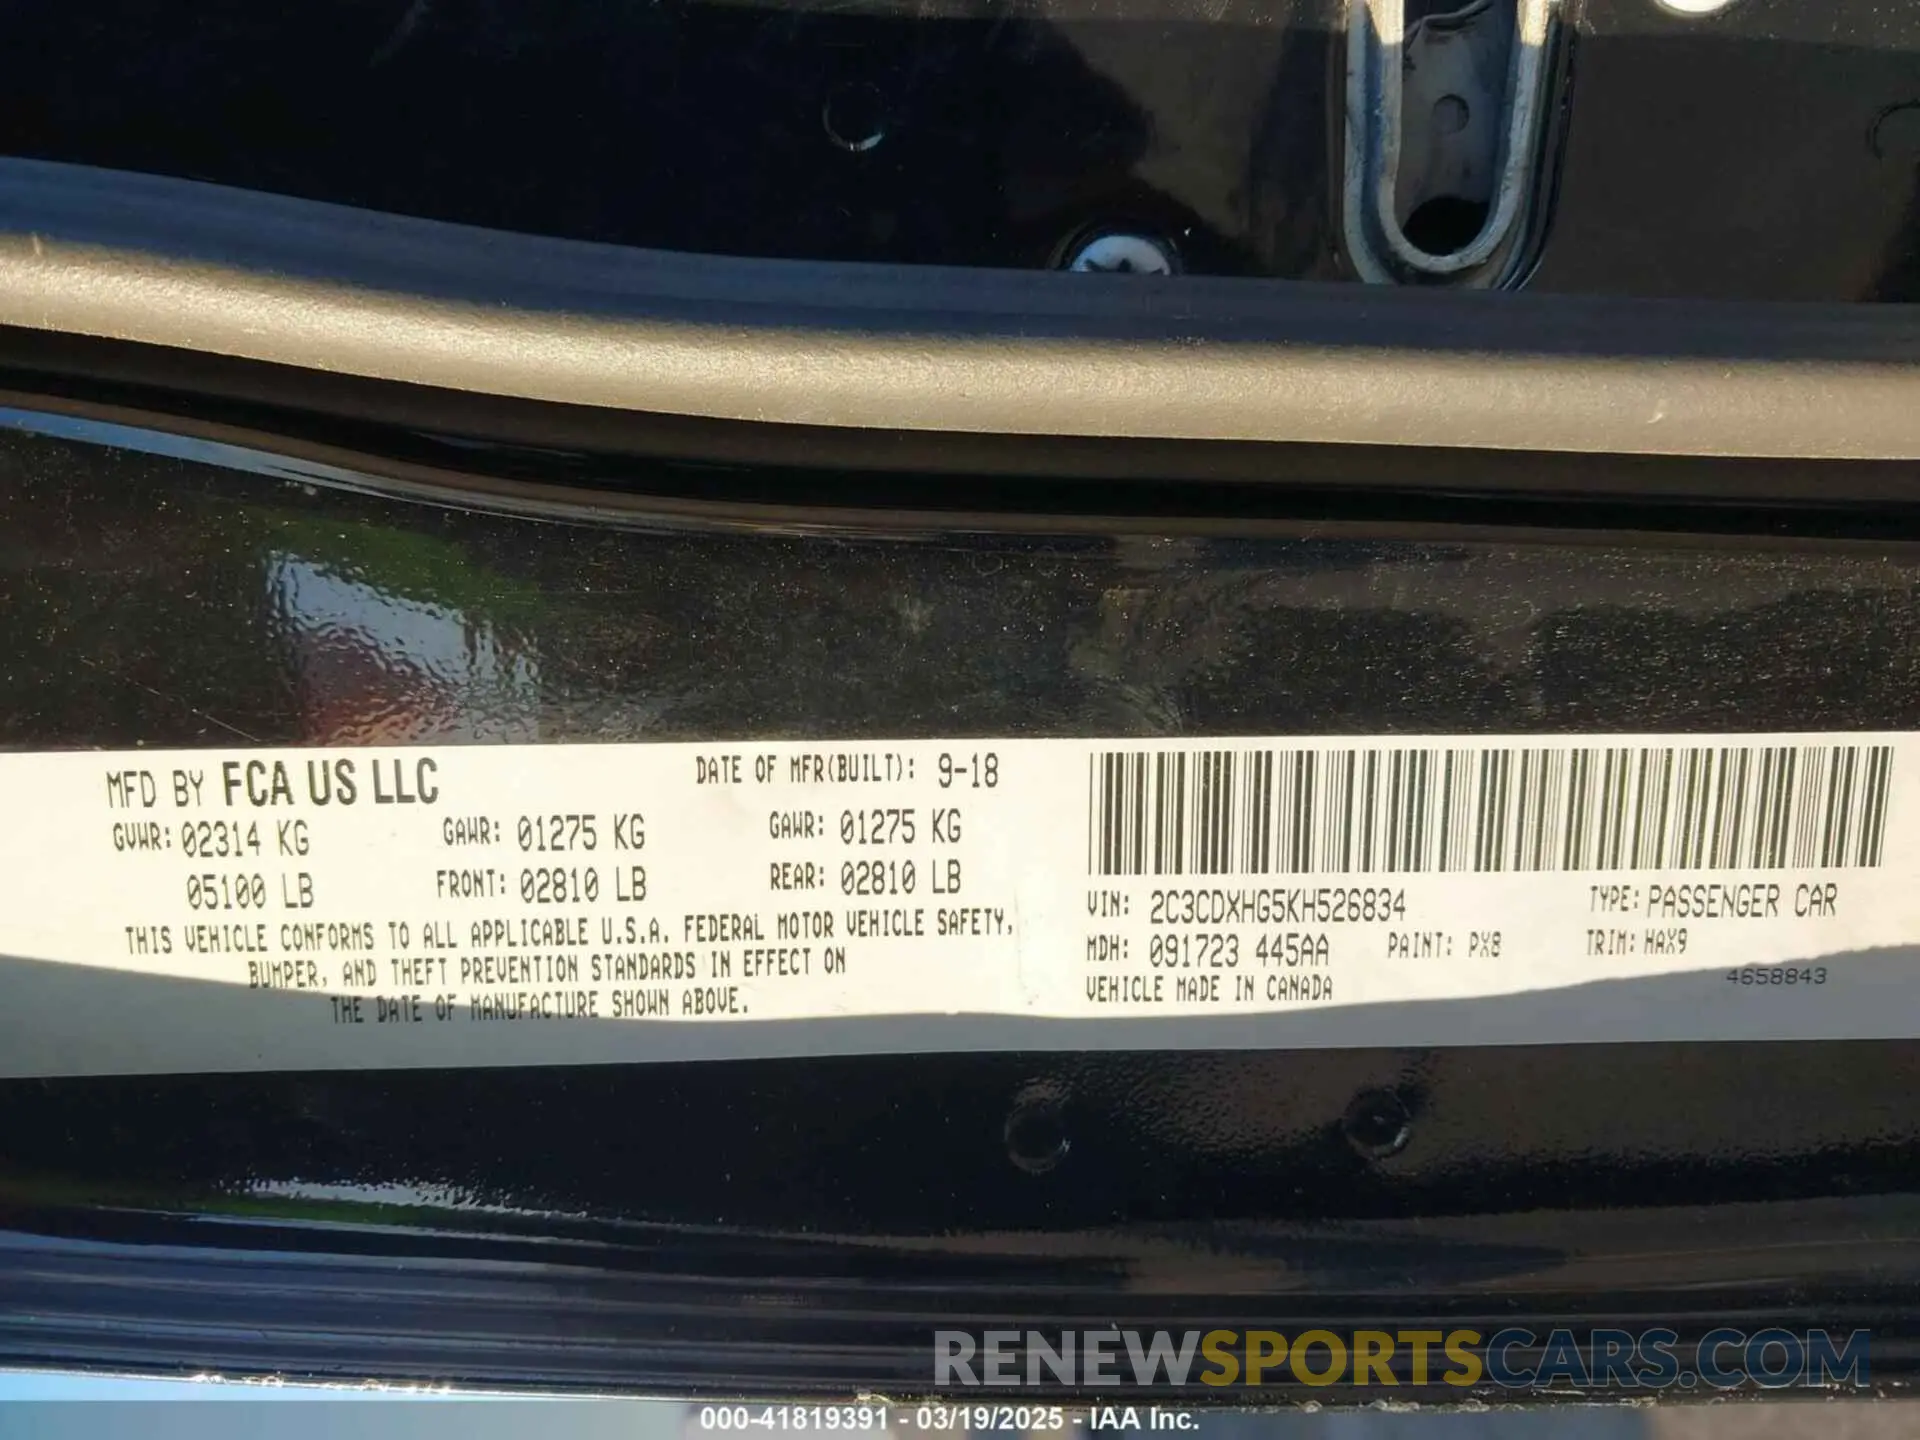 MFD BY FCA US LLC
DATE OF MFR(BUILT): 9-18
GVWR: 02314 KG
GAWR: 01275 KG
GAWR: 01275 KG
05100 LB
FRONT: 02810 LB
REAR: 02810 LB
THIS VEHICLE CONFORMS TO ALL APPLICABLE U.S.A. FEDERAL MOTOR VEHICLE SAFETY,
BUMPER, AND THEFT PREVENTION STANDARDS IN EFFECT ON
THE DATE OF MANUFACTURE SHOWN ABOVE.
VIN: 2C3CDXHG5KH526834
TYPE: PASSENGER CAR
MDH: 091723 445AA
PAINT: PX8
TRIM: HAX9
VEHICLE MADE IN CANADA
4658843
RENEWSPORTSCARS.COM
000-41819391 - 03/19/2025 - IAA Inc.